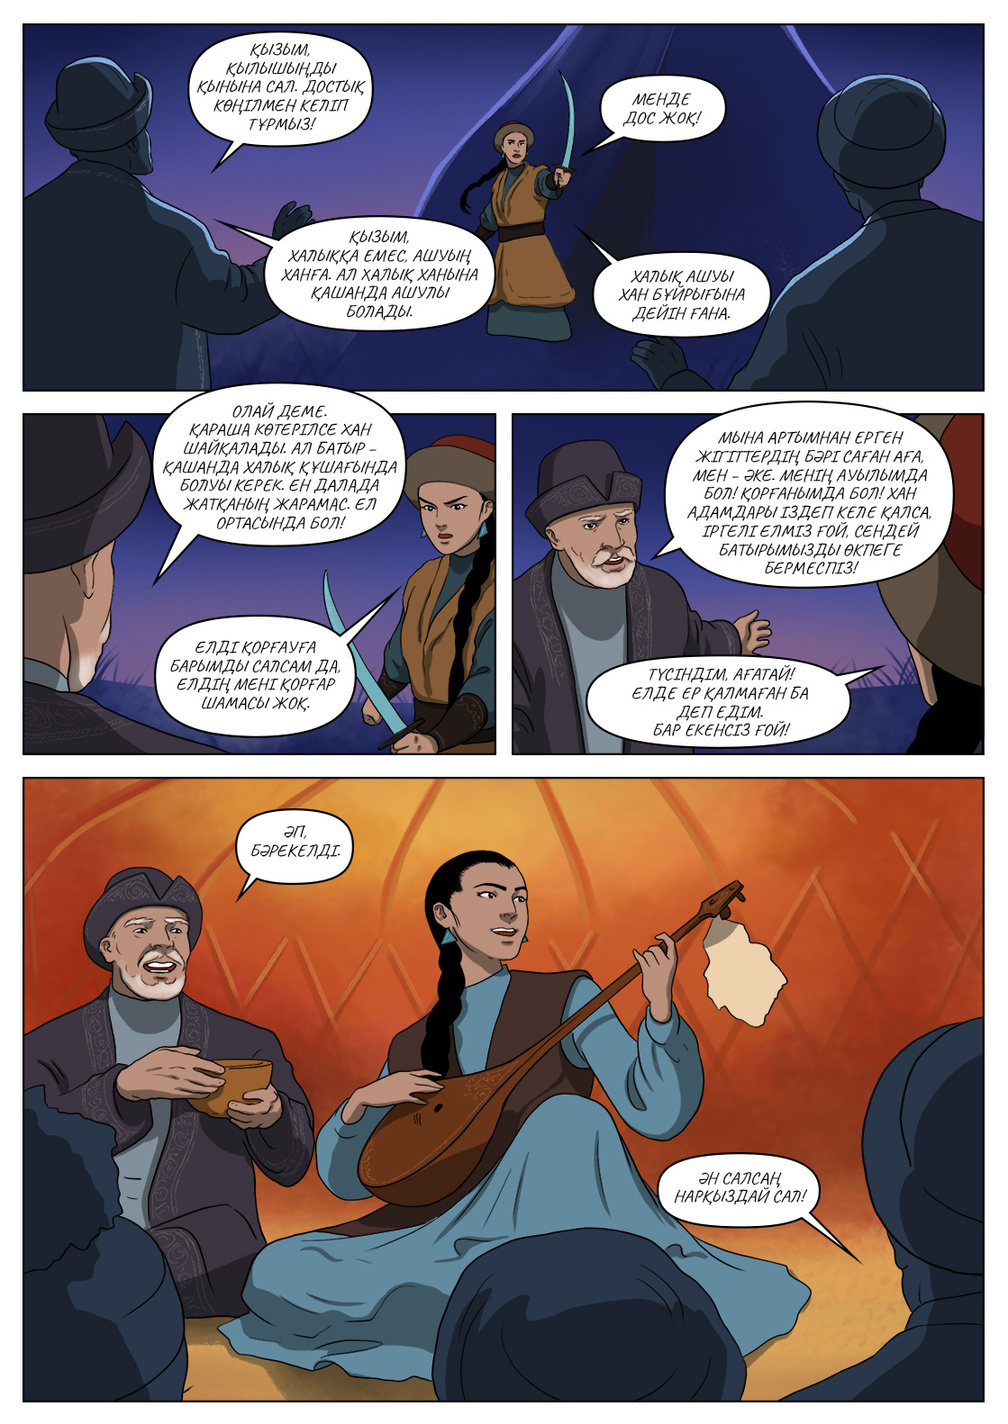 ҚЫЗЫМ,
ҚЫЛЫШЫҢДЫ
ҚЫНЫНА САЛ. ДОСТЫҚ
КӨҢІЛМЕН КЕЛІП
ТҰРМЫЗ!
МЕНДЕ
ДОС ЖОҚ!
ҚЫЗЫМ,
ХАЛЫҚҚА ЕМЕС, АШУЫҢ
ХАНҒА. АЛ ХАЛЫҚ ХАНЫНА
ҚАШАНДА АШУЛЫ
БОЛАДЫ.
ХАЛЫҚ АШУЫ
ХАН БҰЙРЫҒЫНА
ДЕЙІН ҒАНА.
ОЛАЙ ДЕМЕ.
ҚАРАША КӨТЕРІЛСЕ ХАН
ШАЙҚАЛАДЫ. АЛ БАТЫР –
ҚАШАНДА ХАЛЫҚ ҚҰШАҒЫНДА
БОЛУЫ КЕРЕК. ЕН ДАЛАДА
ЖАТҚАНЫҢ ЖАРАМАС. ЕЛ
ОРТАСЫНДА БОЛ!
ЕЛДІ ҚОРҒАУҒА
БАРЫМДЫ САЛСАМ ДА,
ЕЛДІҢ МЕНІ ҚОРҒАР
ШАМАСЫ ЖОҚ.
МЫНА АРТЫМНАН ЕРГЕН
ЖІГІТТЕРДІҢ БӘРІ САҒАН АҒА,
МЕН – ӘКЕ. МЕНІҢ АУЫЛЫМДА
БОЛ! ҚОРҒАНЫМДА БОЛ! ХАН
АДАМДАРЫ ІЗДЕП КЕЛЕ ҚАЛСА,
ІРГЕЛІ ЕЛМІЗ ҒОЙ, СЕНДЕЙ
БАТЫРЫМЫЗДЫ ӨКПЕГЕ
БЕРМЕСПІЗ!
ТҮСІНДІМ, АҒАТАЙ!
ЕЛДЕ ЕР ҚАЛМАҒАН БА
ДЕП ЕДІМ.
БАР ЕКЕНСІЗ ҒОЙ!
ӘП,
БӘРЕКЕЛДІ.
ӘН САЛСАҢ
НАРҚЫЗДАЙ САЛ!